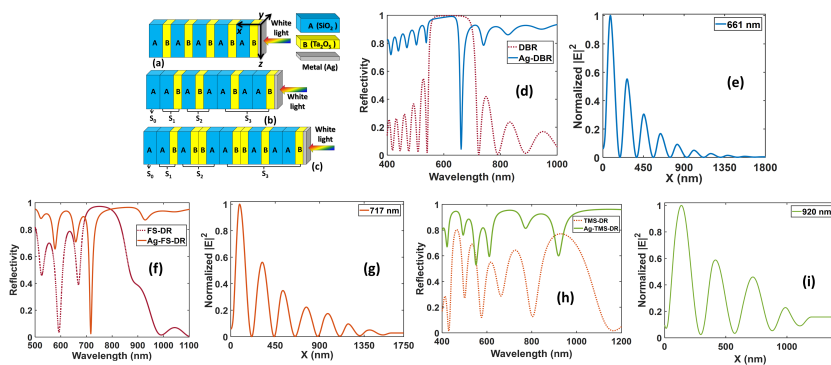 A B A B A B A B
x
y
z
White
light
A (SiO2)
B (Ta2O5)
Metal (Ag)
(a)
A A B A B A A B A A B
S0 S1 S2 S3
White
light
(b)
White
light
S0 S1 S2 S3
(c)
Reflectivity
1
0.8
0.6
0.4
0.2
0
400 500 600 700 800 900 1000
Wavelength (nm)
DBR
Ag-DBR
(d)
Normalized |E|2
1
0.8
0.6
0.4
0.2
0
0 450 900 1350 1800
X (nm)
661 nm
(e)
Reflectivity
1
0.8
0.6
0.4
0.2
0
500 600 700 800 900 1000 1100
Wavelength (nm)
FS-DR
Ag-FS-DR
(f)
Normalized |E|2
1
0.8
0.6
0.4
0.2
0
0 450 900 1350 1700
X (nm)
717 nm
(g)
Reflectivity
1
0.8
0.6
0.4
0.2
0
400 600 800 1000 1200
Wavelength (nm)
TMS-DR
Ag-TMS-DR
(h)
Normalized |E|2
1
0.8
0.6
0.4
0.2
0
0 500 1000 1400
X (nm)
920 nm
(i)